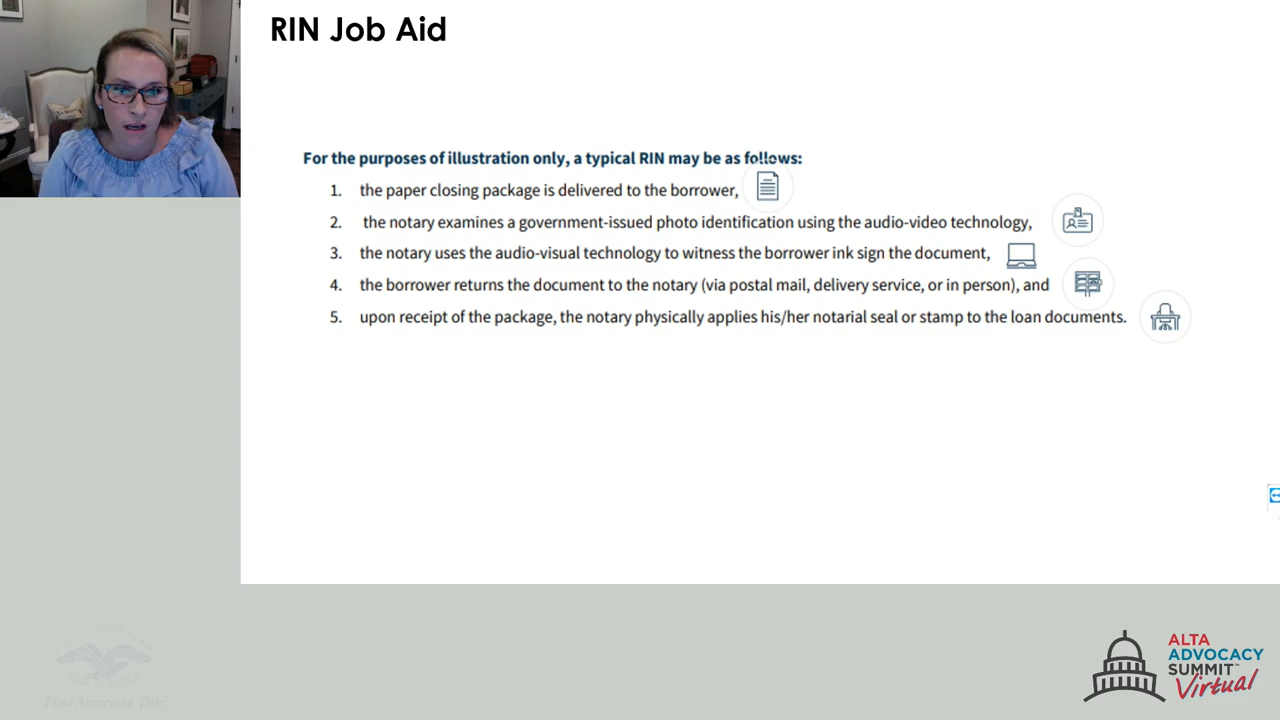 RIN Job Aid
For the purposes of illustration only, a typical RIN may be as follows:
1. the paper closing package is delivered to the borrower,
2. the notary examines a government-issued photo identification using the audio-video technology,
3. the notary uses the audio-visual technology to witness the borrower ink sign the document,
4. the borrower returns the document to the notary (via postal mail, delivery service, or in person), and
5. upon receipt of the package, the notary physically applies his/her notarial seal or stamp to the loan documents.
First American Title
ALTA
ADVOCACY
SUMMIT™
Virtual